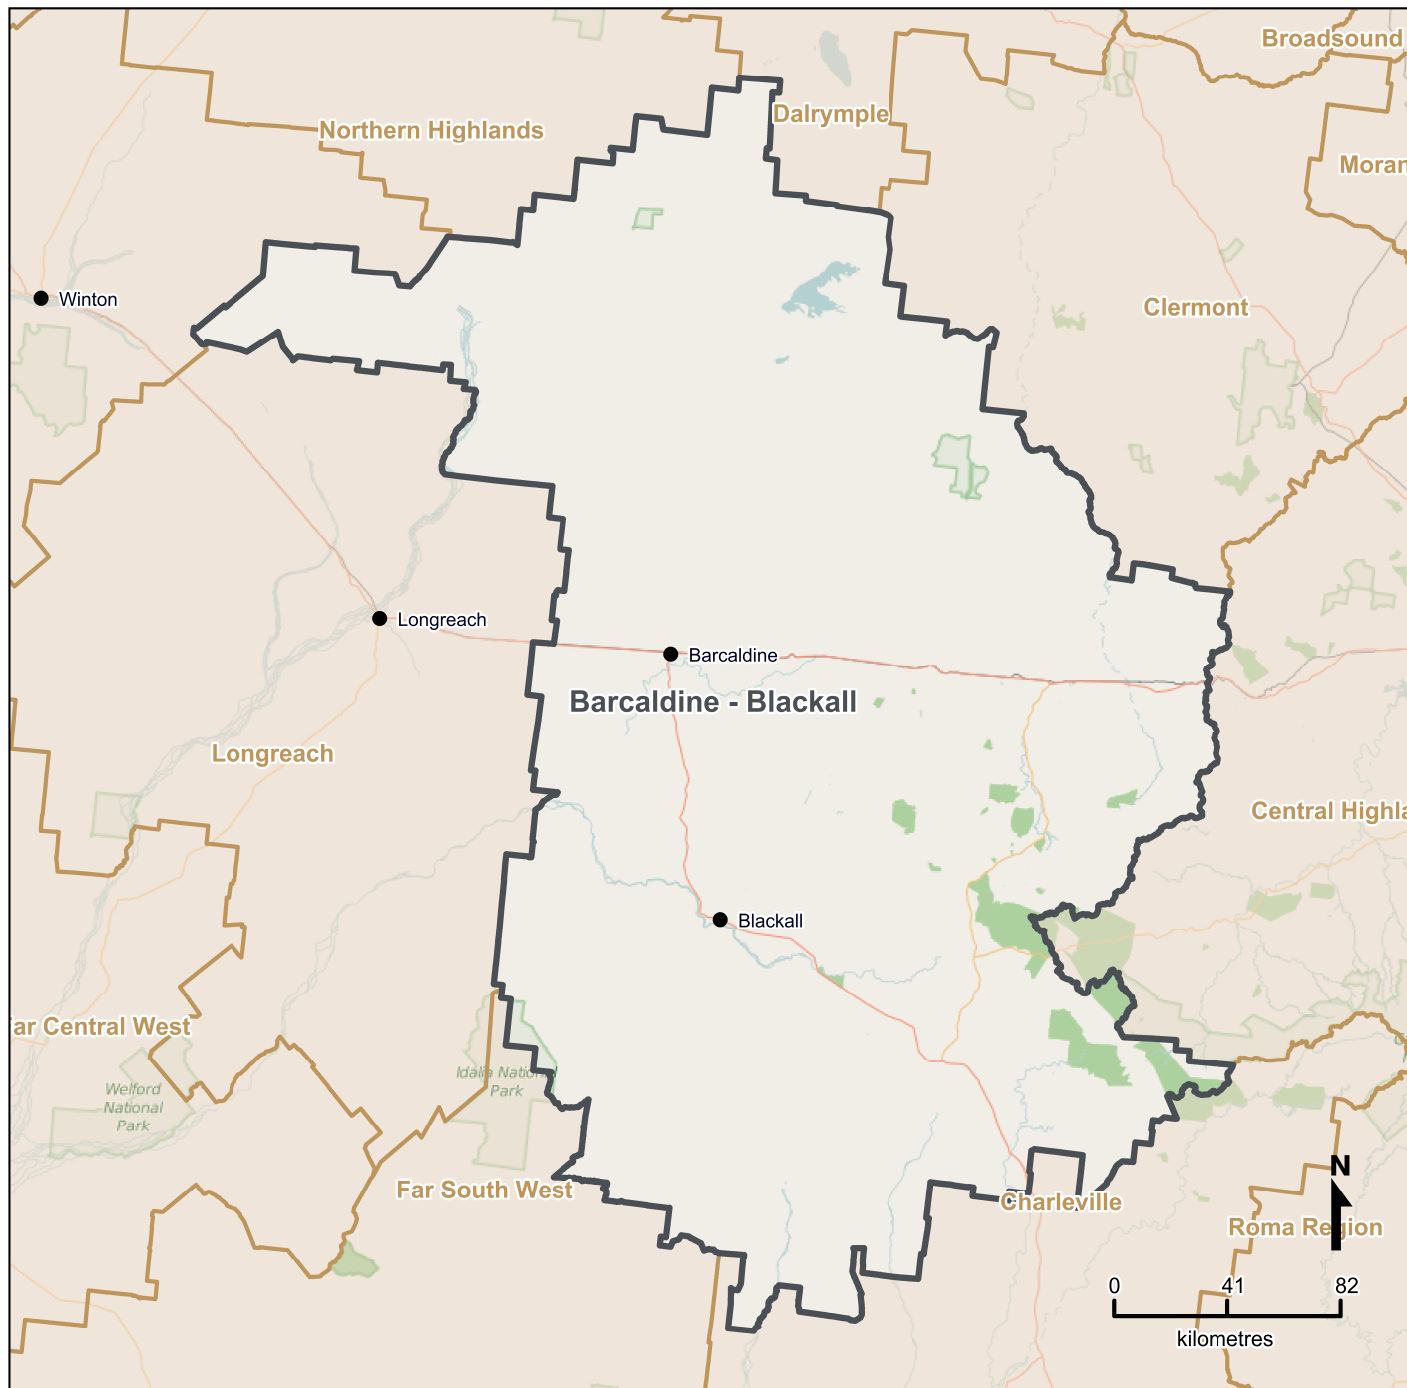 Broadsound
Dalrymple
Northern Highlands
Moran
Winton
Clermont
Longreach
Barcaldine
Barcaldine - Blackall
Longreach
Central Highla
Blackall
ar Central West
Idalia National
Park
Welford
National
Park
N
Far South West
Charleville
Roma Region
0 41 82
kilometres